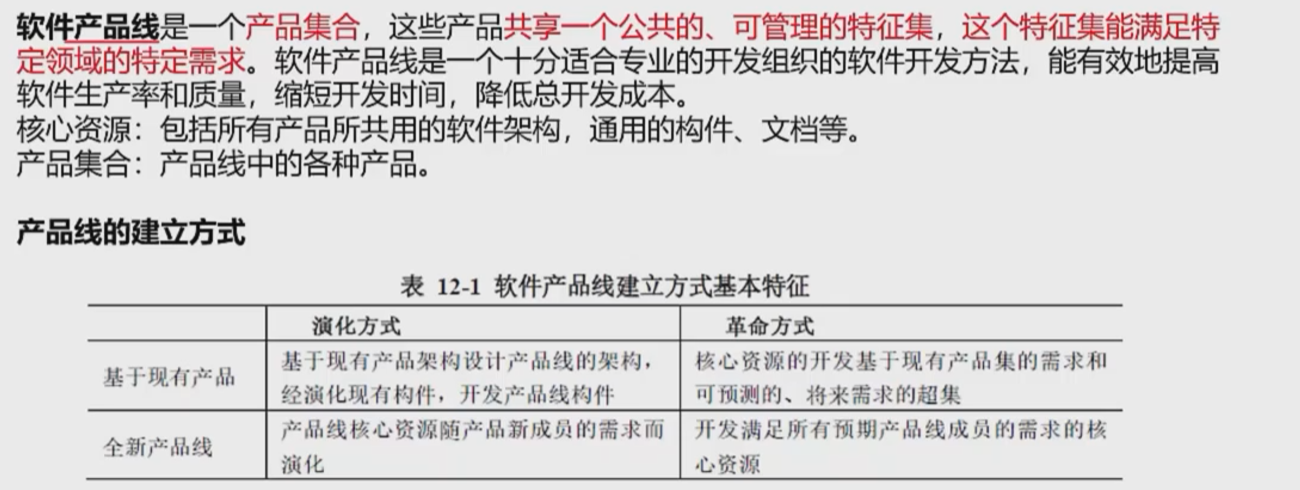 软件产品线是一个产品集合，这些产品共享一个公共的、可管理的特征集，这个特征集能满足特
定领域的特定需求。软件产品线是一个十分适合专业的开发组织的软件开发方法，能有效地提高
软件生产率和质量，缩短开发时间，降低总开发成本。
核心资源：包括所有产品所共用的软件架构，通用的构件、文档等。
产品集合：产品线中的各种产品。
产品线的建立方式
表 12-1 软件产品线建立方式基本特征
演化方式 革命方式
基于现有产品 基于现有产品架构设计产品线的架构，经演化现有构件，开发产品线构件 核心资源的开发基于现有产品集的需求和可预测的、将来需求的超集
全新产品线 产品线核心资源随产品新成员的需求而演化 开发满足所有预期产品线成员的需求的核心资源